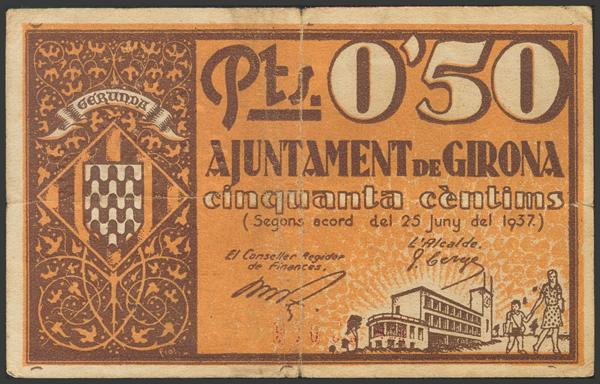 GERUNDA
Pts. 0'50
AJUNTAMENT DE GIRONA
cinquanta cèntims
(Segons acord del 25 Juny del 1937.)
El Conseller Regidor
de Finances.
L'Alcalde.